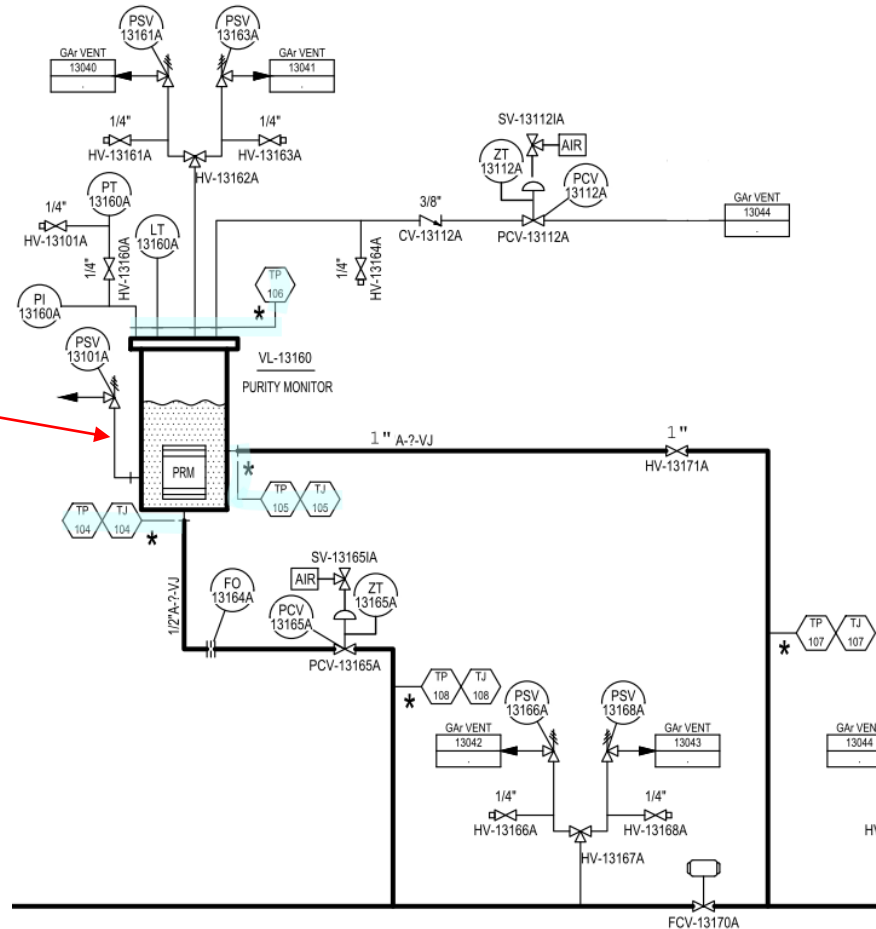 PSV
13161A
PSV
13163A
GAr VENT
13040
.
GAr VENT
13041
.
1/4"
HV-13161A
1/4"
HV-13163A
HV-13162A
SV-13112IA
AIR
ZT
13112A
PCV
13112A
PT
13160A
1/4"
HV-13101A
LT
13160A
3/8"
CV-13112A
PCV-13112A
GAr VENT
13044
.
1/4"
HV-13160A
1/4"
HV-13164A
TP
106
*
PI
13160A
PSV
13101A
VL-13160
PURITY MONITOR
PRM
1" A-?-VJ
1"
HV-13171A
*
TP
105
TJ
105
TP
104
TJ
104
*
1/2"A-?-VJ
FO
13164A
SV-13165IA
AIR
ZT
13165A
PCV
13165A
PCV-13165A
TP
107
TJ
107
*
TP
108
TJ
108
*
PSV
13166A
PSV
13168A
GAr VENT
13042
.
GAr VENT
13043
.
GAr VEN
13044
.
1/4"
HV-13166A
1/4"
HV-13168A
HV-13167A
HV
FCV-13170A